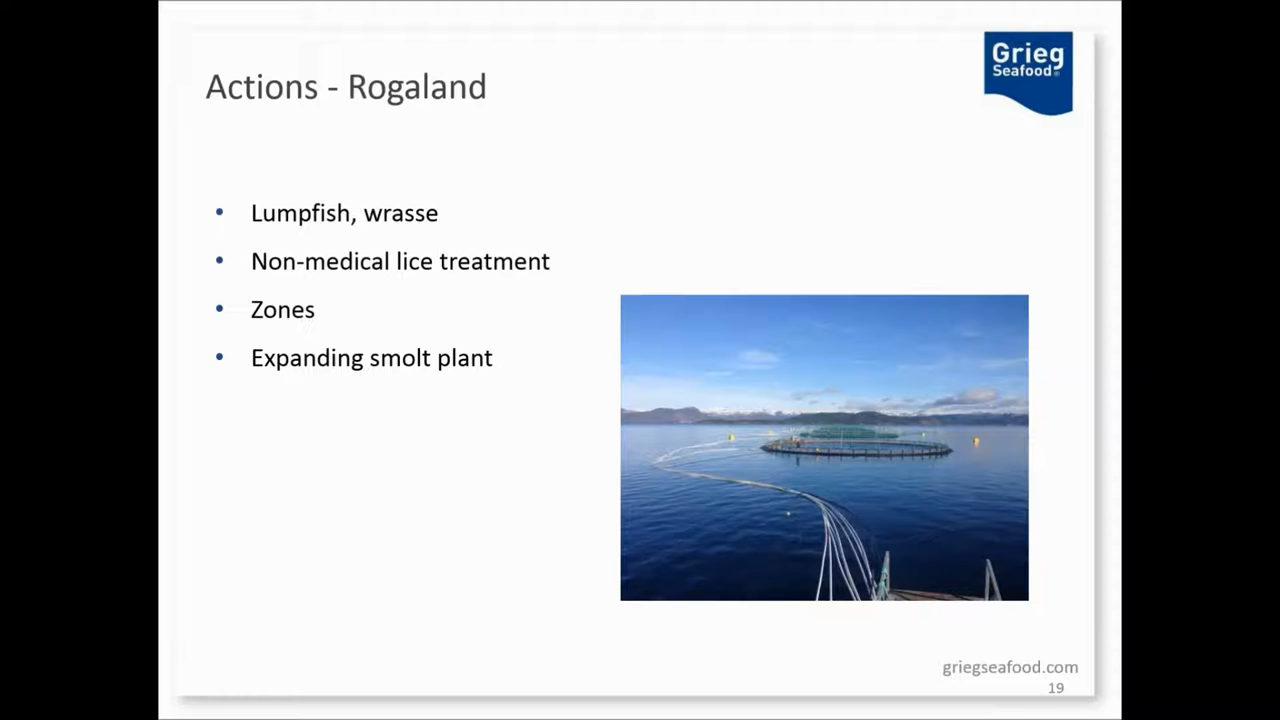 Grieg
Seafood®
Actions - Rogaland
• Lumpfish, wrasse
• Non-medical lice treatment
• Zones
• Expanding smolt plant
griegseafood.com
19